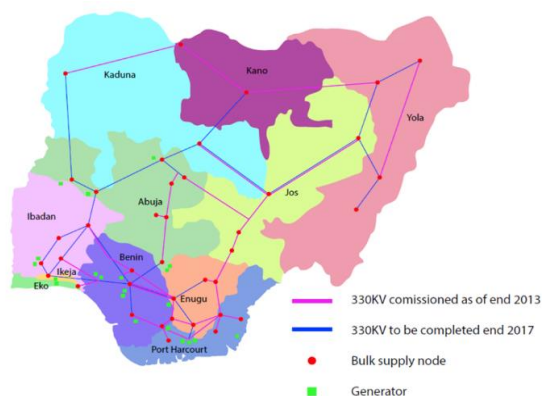 Kaduna
Kano
Yola
Jos
Abuja
Ibadan
Benin
Ikeja
Eko
Enugu
Port Harcourt
330KV comissioned as of end 2013
330KV to be completed end 2017
Bulk supply node
Generator